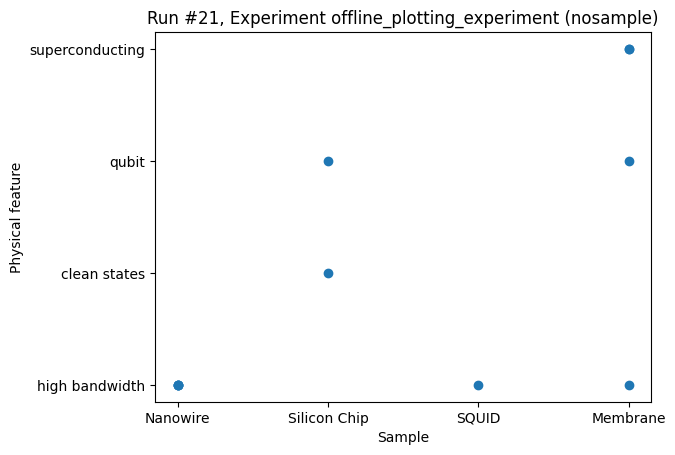 Run #21, Experiment offline_plotting_experiment (nosample)
superconducting
qubit
clean states
high bandwidth
Physical feature
Nanowire Silicon Chip SQUID Membrane
Sample